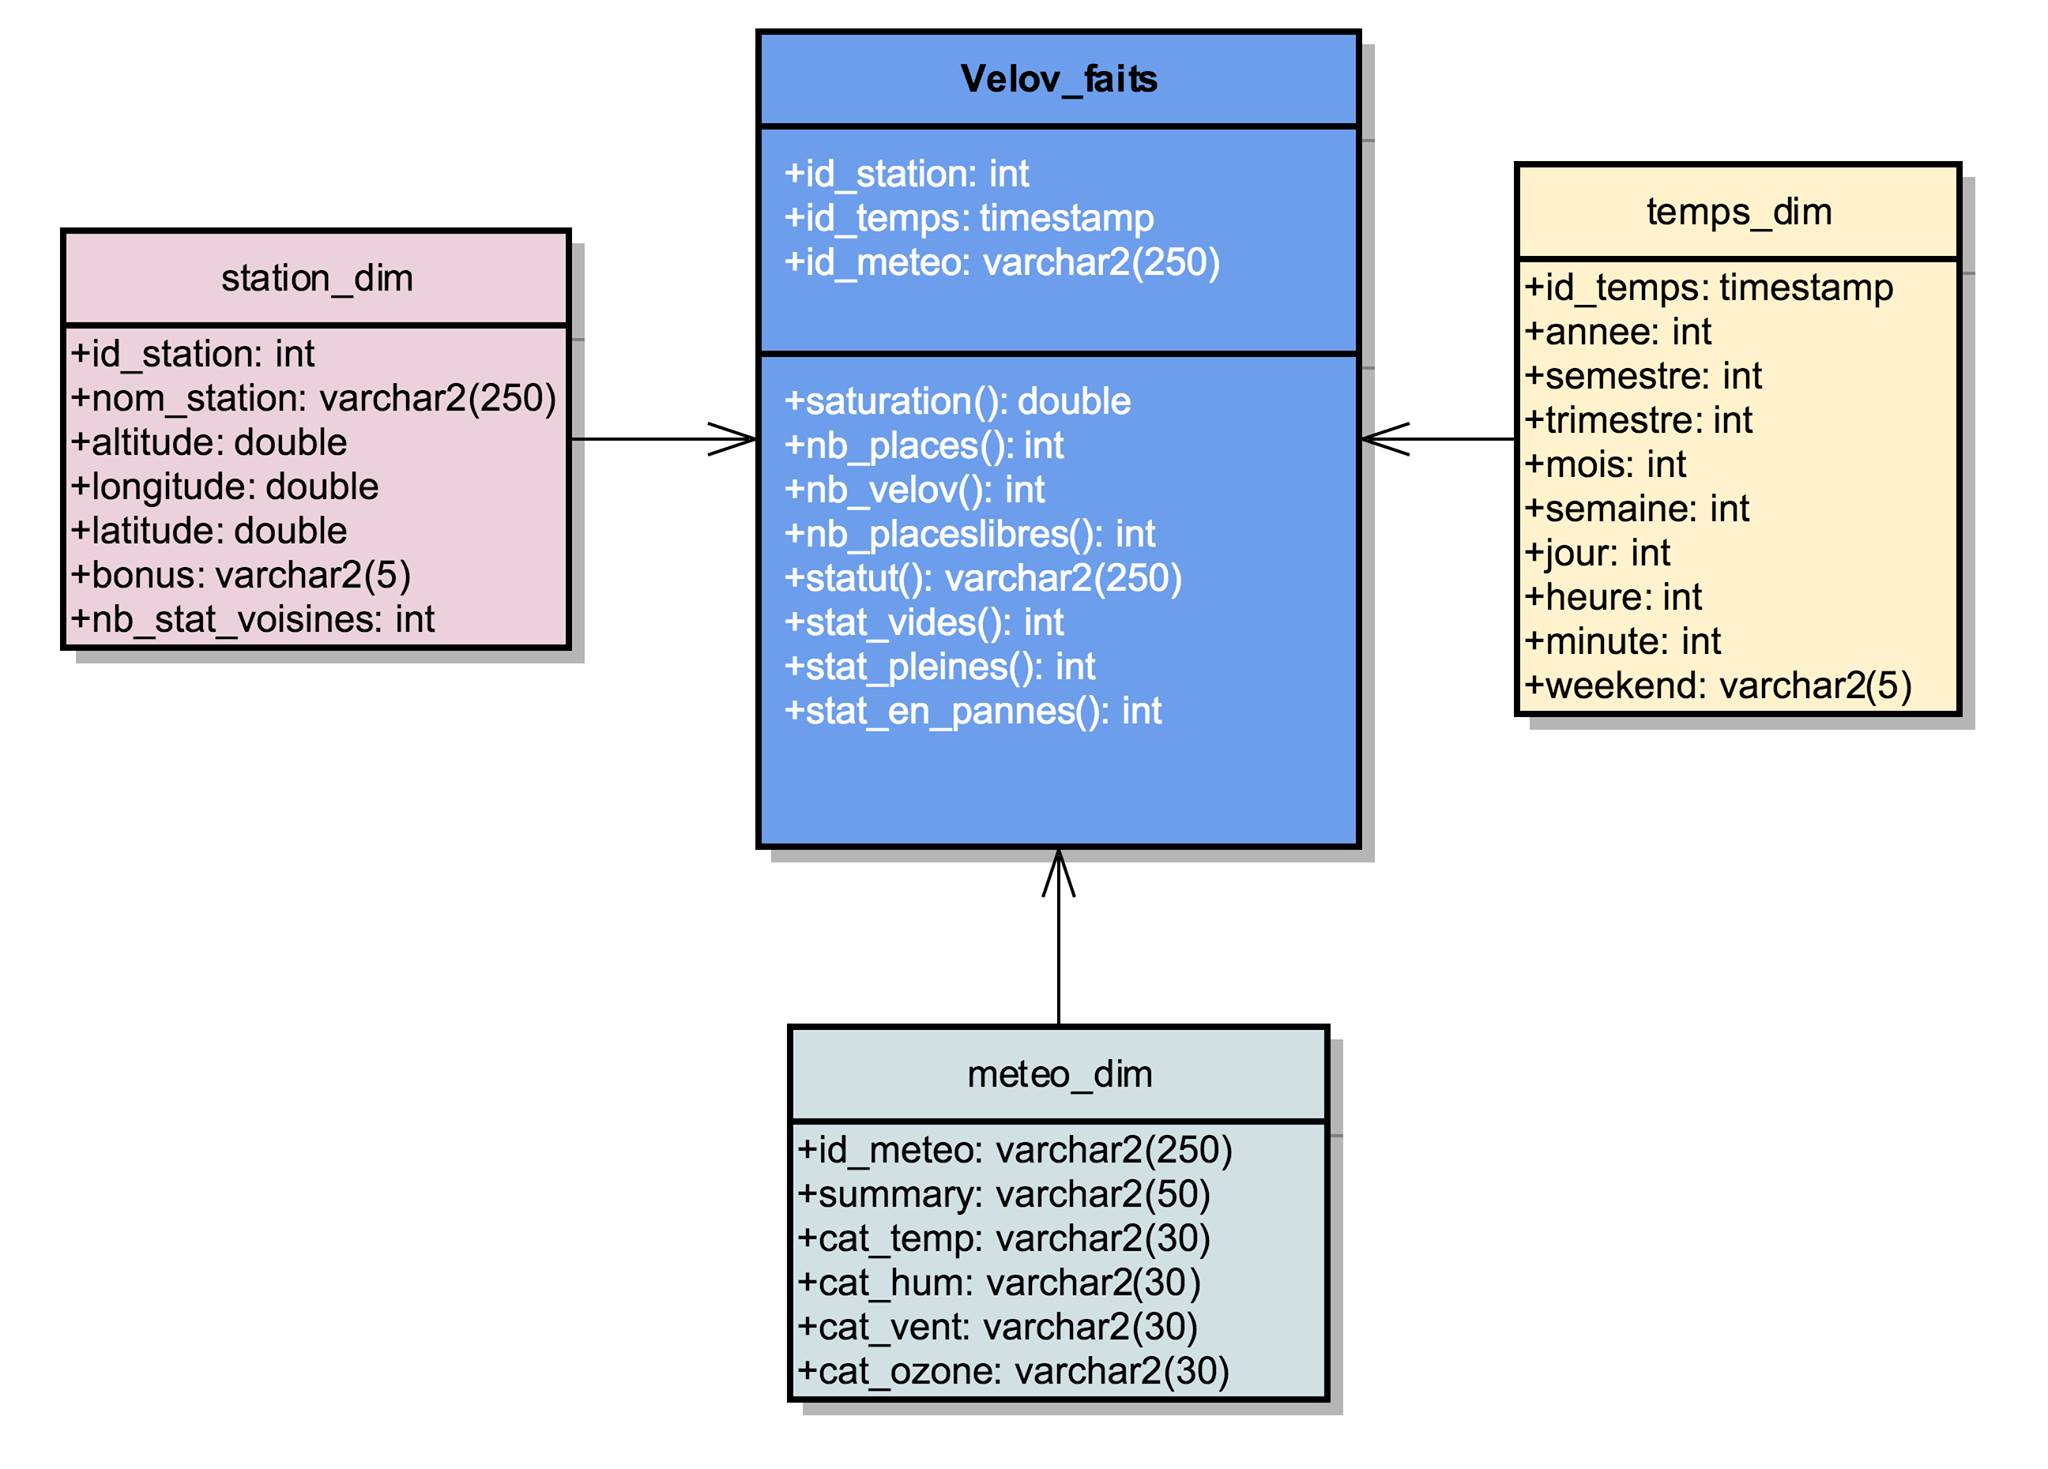 Velov_faits
+id_station: int
+id_temps: timestamp
+id_meteo: varchar2(250)
+saturation(): double
+nb_places(): int
+nb_velov(): int
+nb_placeslibres(): int
+statut(): varchar2(250)
+stat_vides(): int
+stat_pleines(): int
+stat_en_pannes(): int
station_dim
+id_station: int
+nom_station: varchar2(250)
+altitude: double
+longitude: double
+latitude: double
+bonus: varchar2(5)
+nb_stat_voisines: int
temps_dim
+id_temps: timestamp
+annee: int
+semestre: int
+trimestre: int
+mois: int
+semaine: int
+jour: int
+heure: int
+minute: int
+weekend: varchar2(5)
meteo_dim
+id_meteo: varchar2(250)
+summary: varchar2(50)
+cat_temp: varchar2(30)
+cat_hum: varchar2(30)
+cat_vent: varchar2(30)
+cat_ozone: varchar2(30)